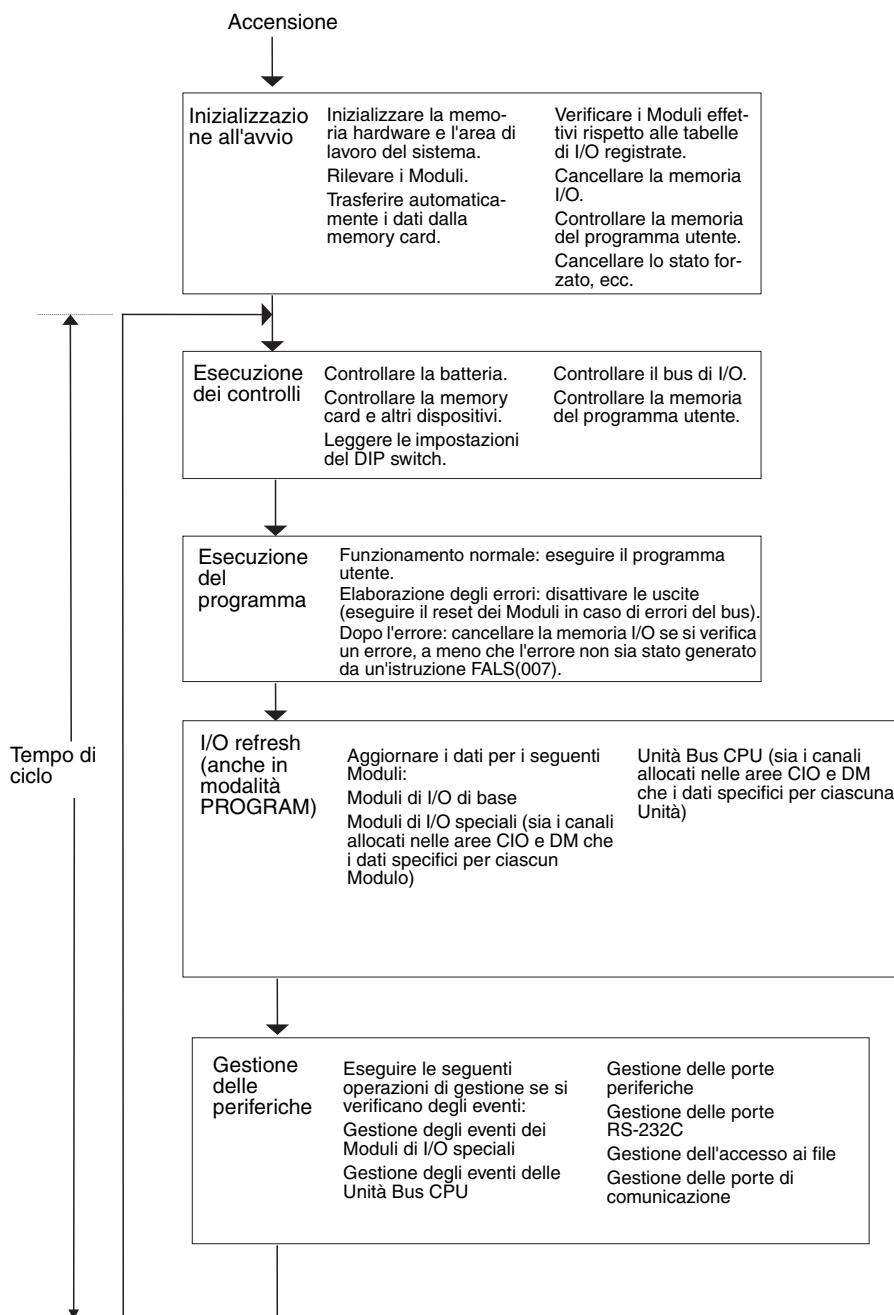 Accensione
Inizializzazio
ne all'avvio
Inizializzare la memo-
ria hardware e l'area di
lavoro del sistema.
Rilevare i Moduli.
Trasferire automatica-
mente i dati dalla
memory card.
Verificare i Moduli effet-
tivi rispetto alle tabelle
di I/O registrate.
Cancellare la memoria
I/O.
Controllare la memoria
del programma utente.
Cancellare lo stato for-
zato, ecc.
Esecuzione
dei controlli
Controllare la batteria.
Controllare la memory
card e altri dispositivi.
Leggere le impostazioni
del DIP switch.
Controllare il bus di I/O.
Controllare la memoria
del programma utente.
Esecuzione
del
programma
Funzionamento normale: eseguire il programma
utente.
Elaborazione degli errori: disattivare le uscite
(eseguire il reset dei Moduli in caso di errori del bus).
Dopo l'errore: cancellare la memoria I/O se si verifica
un errore, a meno che l'errore non sia stato generato
da un'istruzione FALS(007).
Tempo di
ciclo
I/O refresh
(anche in
modalità
PROGRAM)
Aggiornare i dati per i seguenti
Moduli:
Moduli di I/O di base
Moduli di I/O speciali (sia i canali
allocati nelle aree CIO e DM che
i dati specifici per ciascun
Modulo)
Unità Bus CPU (sia i canali
allocati nelle aree CIO e DM
che i dati specifici per ciascuna
Unità)
Gestione
delle
periferiche
Eseguire le seguenti
operazioni di gestione se si
verificano degli eventi:
Gestione degli eventi dei
Moduli di I/O speciali
Gestione degli eventi delle
Unità Bus CPU
Gestione delle porte
periferiche
Gestione delle porte
RS-232C
Gestione dell'accesso ai file
Gestione delle porte di
comunicazione